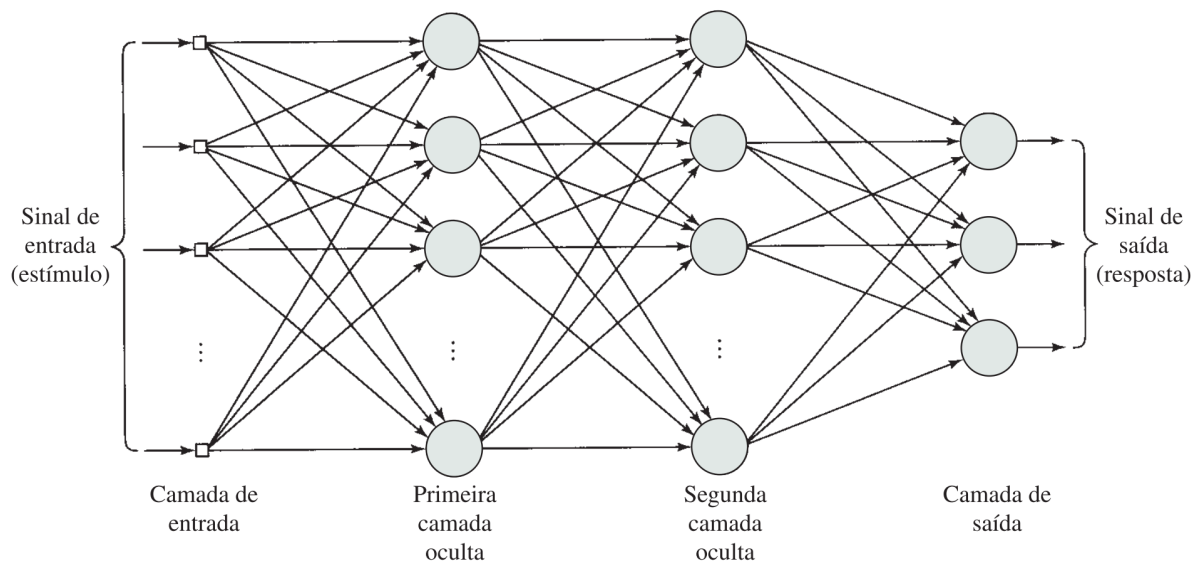 Sinal de
entrada
(estímulo)
Sinal de
saída
(resposta)
Camada de
entrada
Primeira
camada
oculta
Segunda
camada
oculta
Camada de
saída